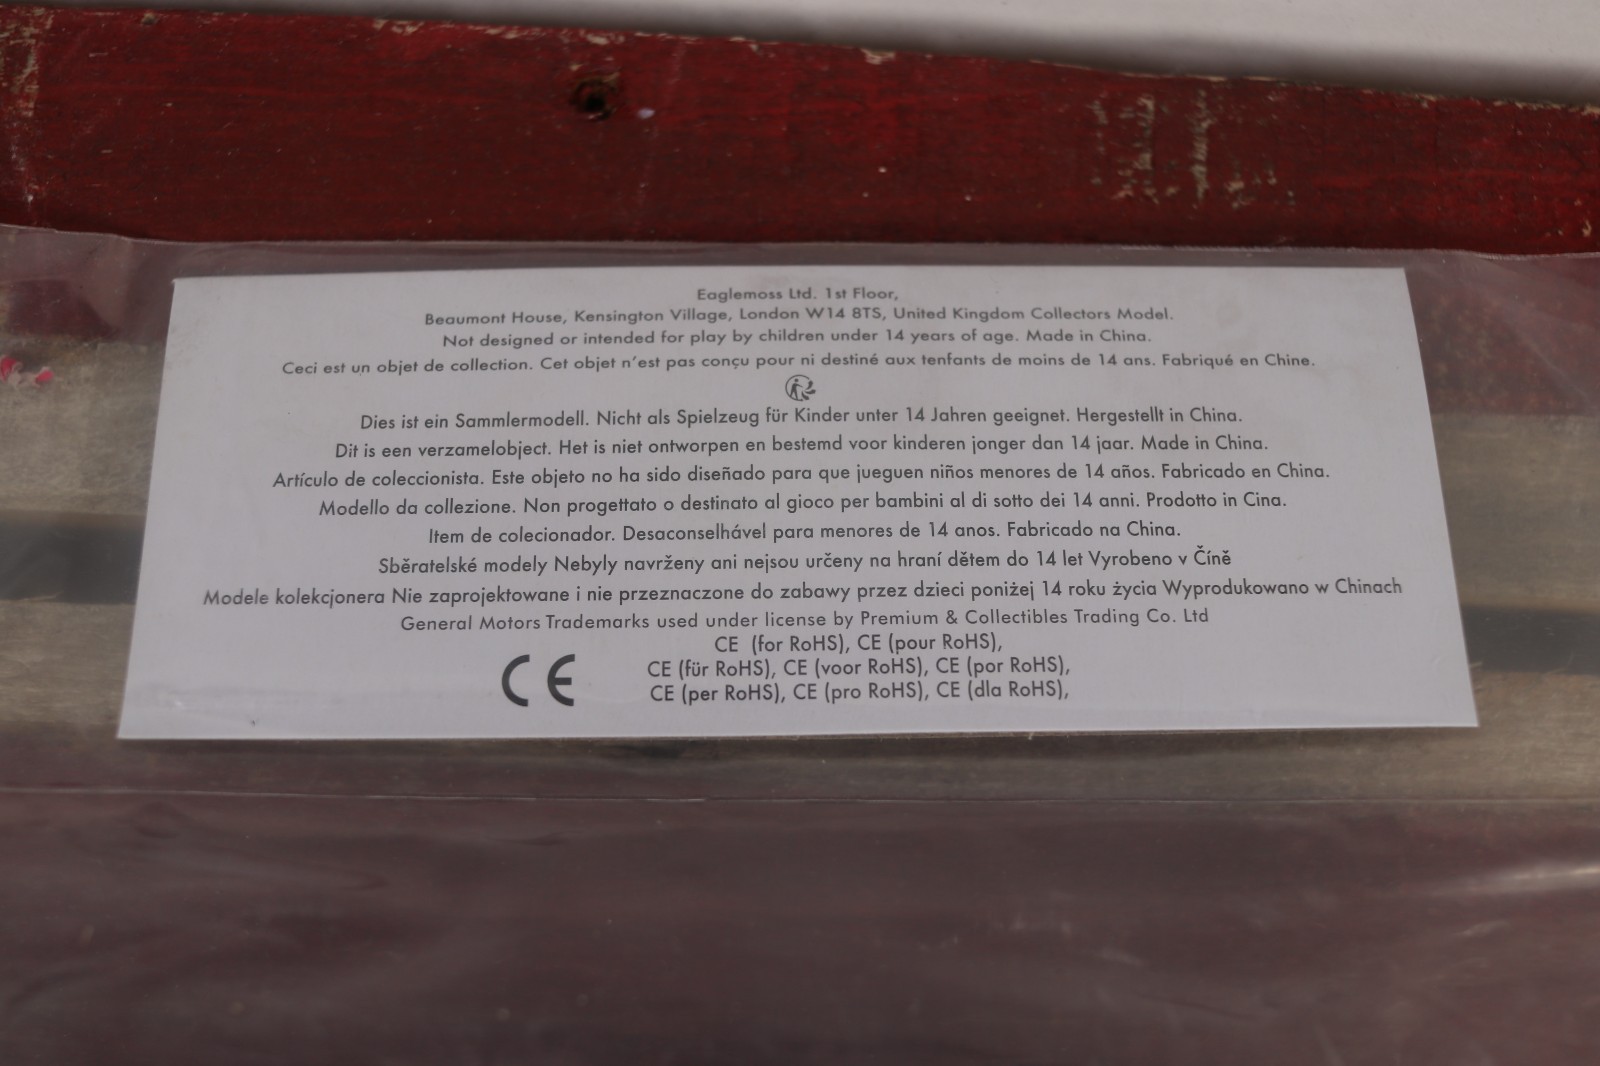 Eaglemoss Ltd. 1st Floor,
Beaumont House, Kensington Village, London W14 8TS, United Kingdom Collectors Model.
Not designed or intended for play by children under 14 years of age. Made in China.
Ceci est un objet de collection. Cet objet n'est pas conçu pour ni destiné aux tenfants de moins de 14 ans. Fabriqué en Chine.
Dies ist ein Sammlermodell. Nicht als Spielzeug für Kinder unter 14 Jahren geeignet. Hergestellt in China.
Dit is een verzamelobject. Het is niet ontworpen en bestemd voor kinderen jonger dan 14 jaar. Made in China.
Artículo de coleccionista. Este objeto no ha sido diseñado para que jueguen niños menores de 14 años. Fabricado en China.
Modello da collezione. Non progettato o destinato al gioco per bambini al di sotto dei 14 anni. Prodotto in Cina.
Item de colecionador. Desaconselhável para menores de 14 anos. Fabricado na China.
Sběratelské modely Nebyly navrženy ani nejsou určeny na hraní dětem do 14 let Vyrobeno v Číně
Modele kolekcjonera Nie zaprojektowane i nie przeznaczone do zabawy przez dzieci poniżej 14 roku życia Wyprodukowano w Chinach
General Motors Trademarks used under license by Premium & Collectibles Trading Co. Ltd
CE (for RoHS), CE (pour RoHS),
CE (für RoHS), CE (voor RoHS), CE (por RoHS),
CE (per RoHS), CE (pro RoHS), CE (dla RoHS),
CE